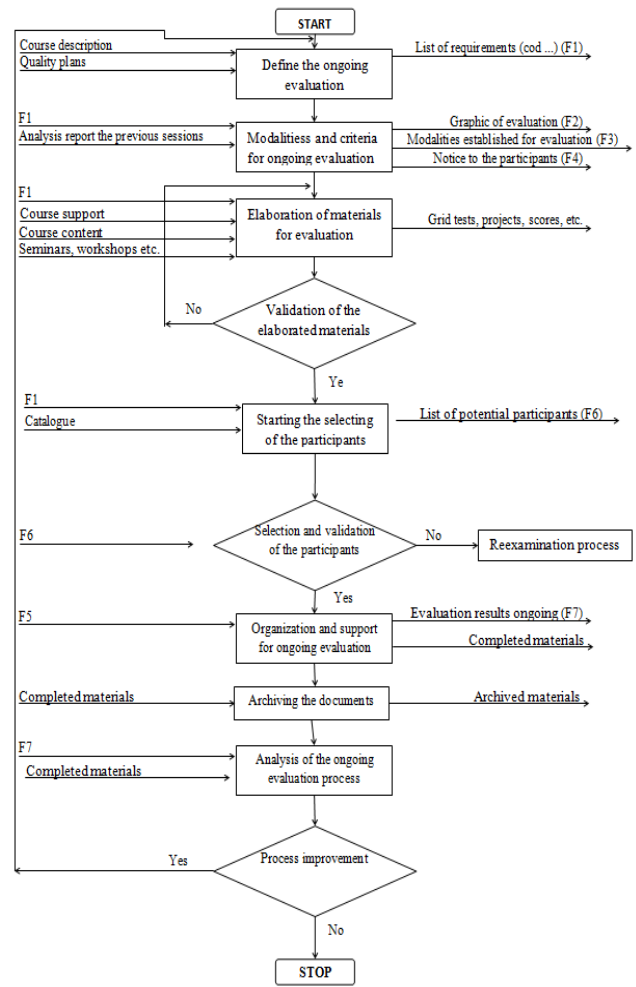 START
Course description
List of requirements (cod ...) (F1)
Quality plans
Define the ongoing
evaluation
F1
Graphic of evaluation (F2)
Analysis report the previous sessions
Modalitiess and criteria
for ongoing evaluation
Modalities established for evaluation (F3)
Notice to the participants (F4)
F1
Course support
Elaboration of materials
for evaluation
Grid tests, projects, scores, etc.
Course content
Seminars, workshops etc.
No
Validation of the
elaborated materials
Ye
F1
Catalogue
Starting the selecting
of the participants
List of potential participants (F6)
F6
Selection and validation
of the participants
No
Reexamination process
Yes
F5
Organization and support
for ongoing evaluation
Evaluation results ongoing (F7)
Completed materials
Completed materials
Archiving the documents
Archived materials
F7
Completed materials
Analysis of the ongoing
evaluation process
Yes
Process improvement
No
STOP